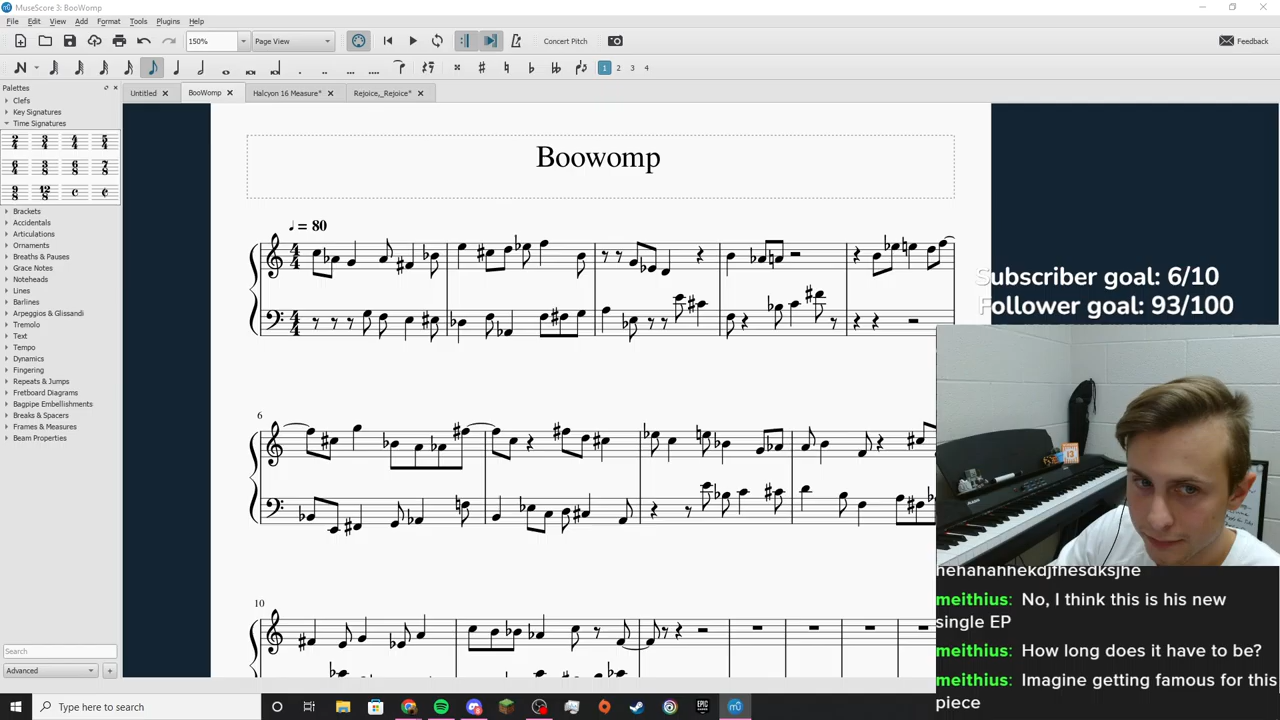 MuseScore 3: BooWomp
File Edit View Add Format Tools Plugins Help
150% Page View Concert Pitch Feedback
1 2 3 4
Palettes
Untitled BooWomp Halcyon 16 Measure* Rejoice,_Rejoice*
Clefs
Key Signatures
Time Signatures
Brackets
Accidentals
Articulations
Ornaments
Breaths & Pauses
Grace Notes
Noteheads
Lines
Barlines
Arpeggios & Glissandi
Tremolo
Text
Tempo
Dynamics
Fingering
Repeats & Jumps
Fretboard Diagrams
Bagpipe Embellishments
Breaks & Spacers
Frames & Measures
Beam Properties
Search
Advanced
Boowomp
= 80
6
10
Subscriber goal: 6/10
Follower goal: 93/100
hehahahhekdjfhesdksjhe
meithius: No, I think this is his new
single EP
meithius: How long does it have to be?
meithius: Imagine getting famous for this
piece
Type here to search